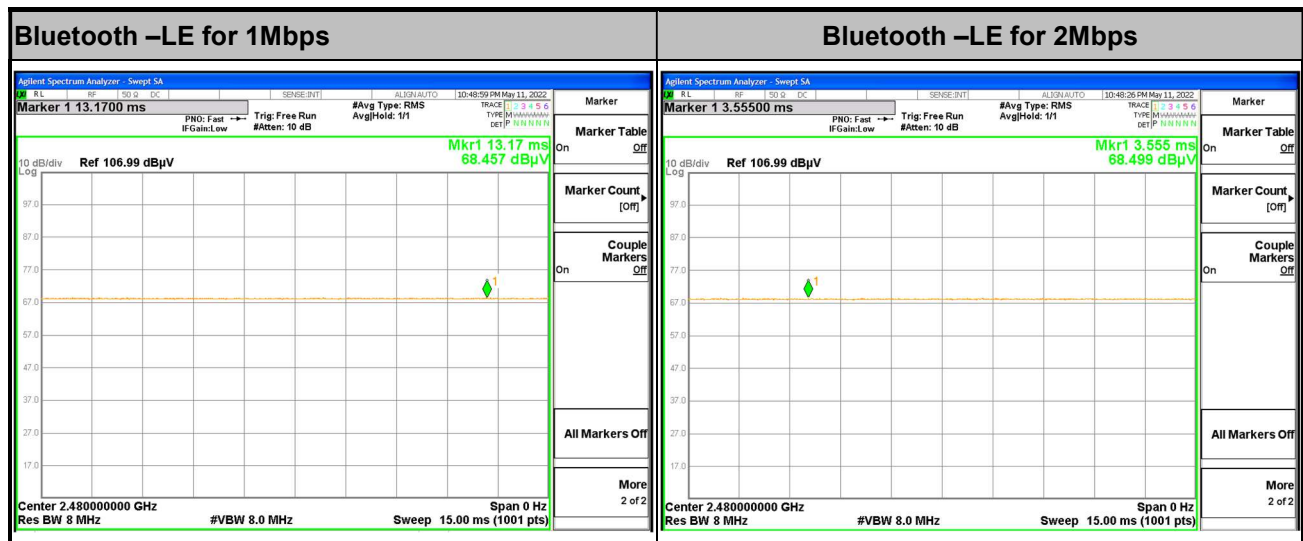 Bluetooth –LE for 1Mbps
Agilent Spectrum Analyzer - Swept SA
RL RF 50 Ω DC SENSE:INT ALIGN AUTO 10:48:59 PM May 11, 2022
Marker 1 13.1700 ms
PNO: Fast
IFGain:Low
Trig: Free Run
#Atten: 10 dB
#Avg Type: RMS
Avg|Hold: 1/1
TRACE 1 2 3 4 5 6
TYPE M
DET P N N N N N
Mkr1 13.17 ms
68.457 dBµV
10 dB/div Ref 106.99 dBµV
Log
97.0
87.0
77.0
67.0
57.0
47.0
37.0
27.0
17.0
1
Center 2.480000000 GHz Span 0 Hz
Res BW 8 MHz #VBW 8.0 MHz Sweep 15.00 ms (1001 pts)
Marker
Marker Table
On Off
Marker Count
[Off]
Couple
Markers
On Off
All Markers Off
More
2 of 2
Bluetooth –LE for 2Mbps
Agilent Spectrum Analyzer - Swept SA
RL RF 50 Ω DC SENSE:INT ALIGN AUTO 10:48:26 PM May 11, 2022
Marker 1 3.55500 ms
PNO: Fast
IFGain:Low
Trig: Free Run
#Atten: 10 dB
#Avg Type: RMS
Avg|Hold: 1/1
TRACE 1 2 3 4 5 6
TYPE M
DET P N N N N N
Mkr1 3.555 ms
68.499 dBµV
10 dB/div Ref 106.99 dBµV
Log
97.0
87.0
77.0
67.0
57.0
47.0
37.0
27.0
17.0
1
Center 2.480000000 GHz Span 0 Hz
Res BW 8 MHz #VBW 8.0 MHz Sweep 15.00 ms (1001 pts)
Marker
Marker Table
On Off
Marker Count
[Off]
Couple
Markers
On Off
All Markers Off
More
2 of 2